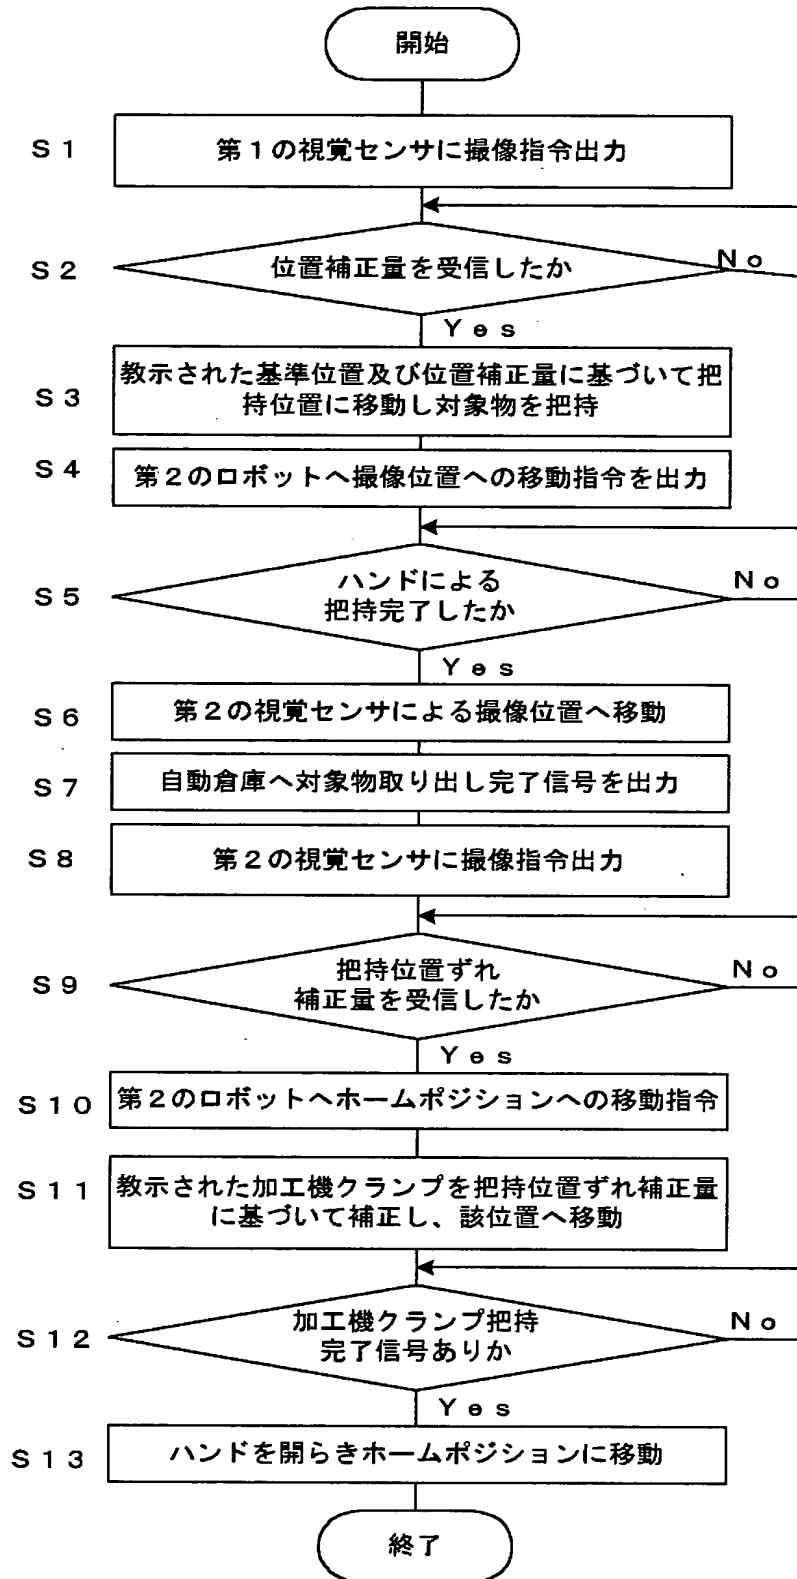 開始
S1
第1の視覚センサに撮像指令出力
S2
位置補正量を受信したか
No
Yes
S3
教示された基準位置及び位置補正量に基づいて把
持位置に移動し対象物を把持
S4
第2のロボットへ撮像位置への移動指令を出力
S5
ハンドによる
把持完了したか
No
Yes
S6
第2の視覚センサによる撮像位置へ移動
S7
自動倉庫へ対象物取り出し完了信号を出力
S8
第2の視覚センサに撮像指令出力
S9
把持位置ずれ
補正量を受信したか
No
Yes
S10
第2のロボットへホームポジションへの移動指令
S11
教示された加工機クランプを把持位置ずれ補正量
に基づいて補正し、該位置へ移動
S12
加工機クランプ把持
完了信号ありか
No
Yes
S13
ハンドを開らきホームポジションに移動
終了